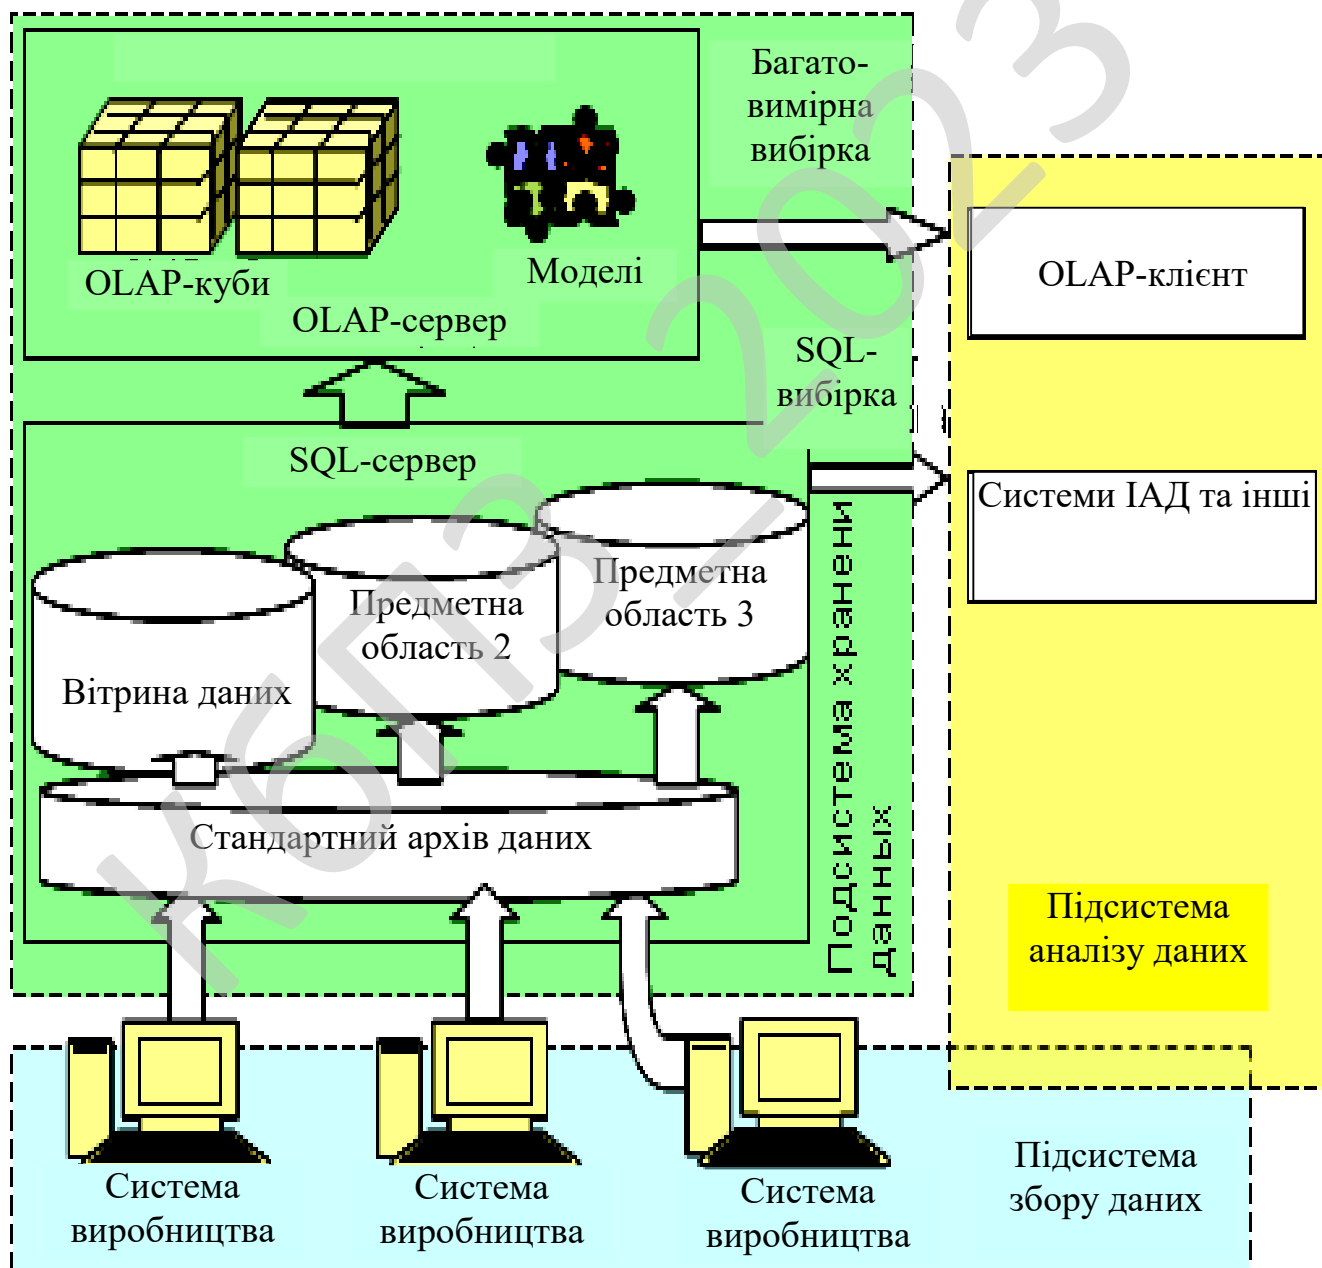 Багато-
вимірна
вибірка
OLAP-куби
Моделі
OLAP-сервер
OLAP-клієнт
SQL-
вибірка
SQL-сервер
Системи ІАД та інші
Предметна
область 3
Предметна
область 2
Вітрина даних
Стандартний архів даних
Подсистема хранени
данных
Підсистема
аналізу даних
Система
виробництва
Система
виробництва
Система
виробництва
Підсистема
збору даних
КбПЗ_2023